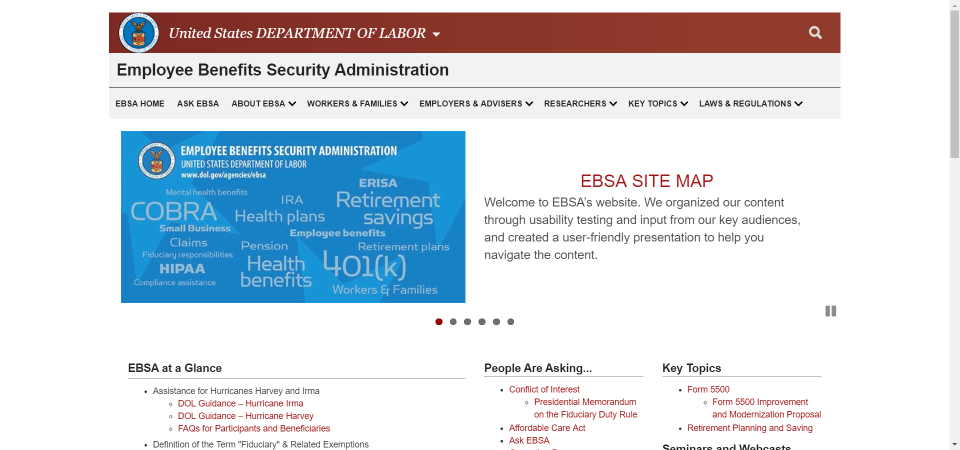 United States DEPARTMENT OF LABOR
Employee Benefits Security Administration
EBSA HOME ASK EBSA ABOUT EBSA WORKERS & FAMILIES EMPLOYERS & ADVISERS RESEARCHERS KEY TOPICS LAWS & REGULATIONS
EMPLOYEE BENEFITS SECURITY ADMINISTRATION
UNITED STATES DEPARTMENT OF LABOR
www.dol.gov/agencies/ebsa
Mental health benefits
ERISA
IRA
Retirement
savings
COBRA
Health plans
Small Business
Employee benefits
Claims
Pension
Retirement plans
Fiduciary responsibilities
401(k)
HIPAA
Health
benefits
Compliance assistance
Workers & Families
EBSA SITE MAP
Welcome to EBSA's website. We organized our content
through usability testing and input from our key audiences,
and created a user-friendly presentation to help you
navigate the content.
EBSA at a Glance
Assistance for Hurricanes Harvey and Irma
DOL Guidance – Hurricane Irma
DOL Guidance – Hurricane Harvey
FAQs for Participants and Beneficiaries
Definition of the Term "Fiduciary" & Related Exemptions
People Are Asking...
Conflict of Interest
Presidential Memorandum
on the Fiduciary Duty Rule
Affordable Care Act
Ask EBSA
Key Topics
Form 5500
Form 5500 Improvement
and Modernization Proposal
Retirement Planning and Saving
Seminars and Webcasts